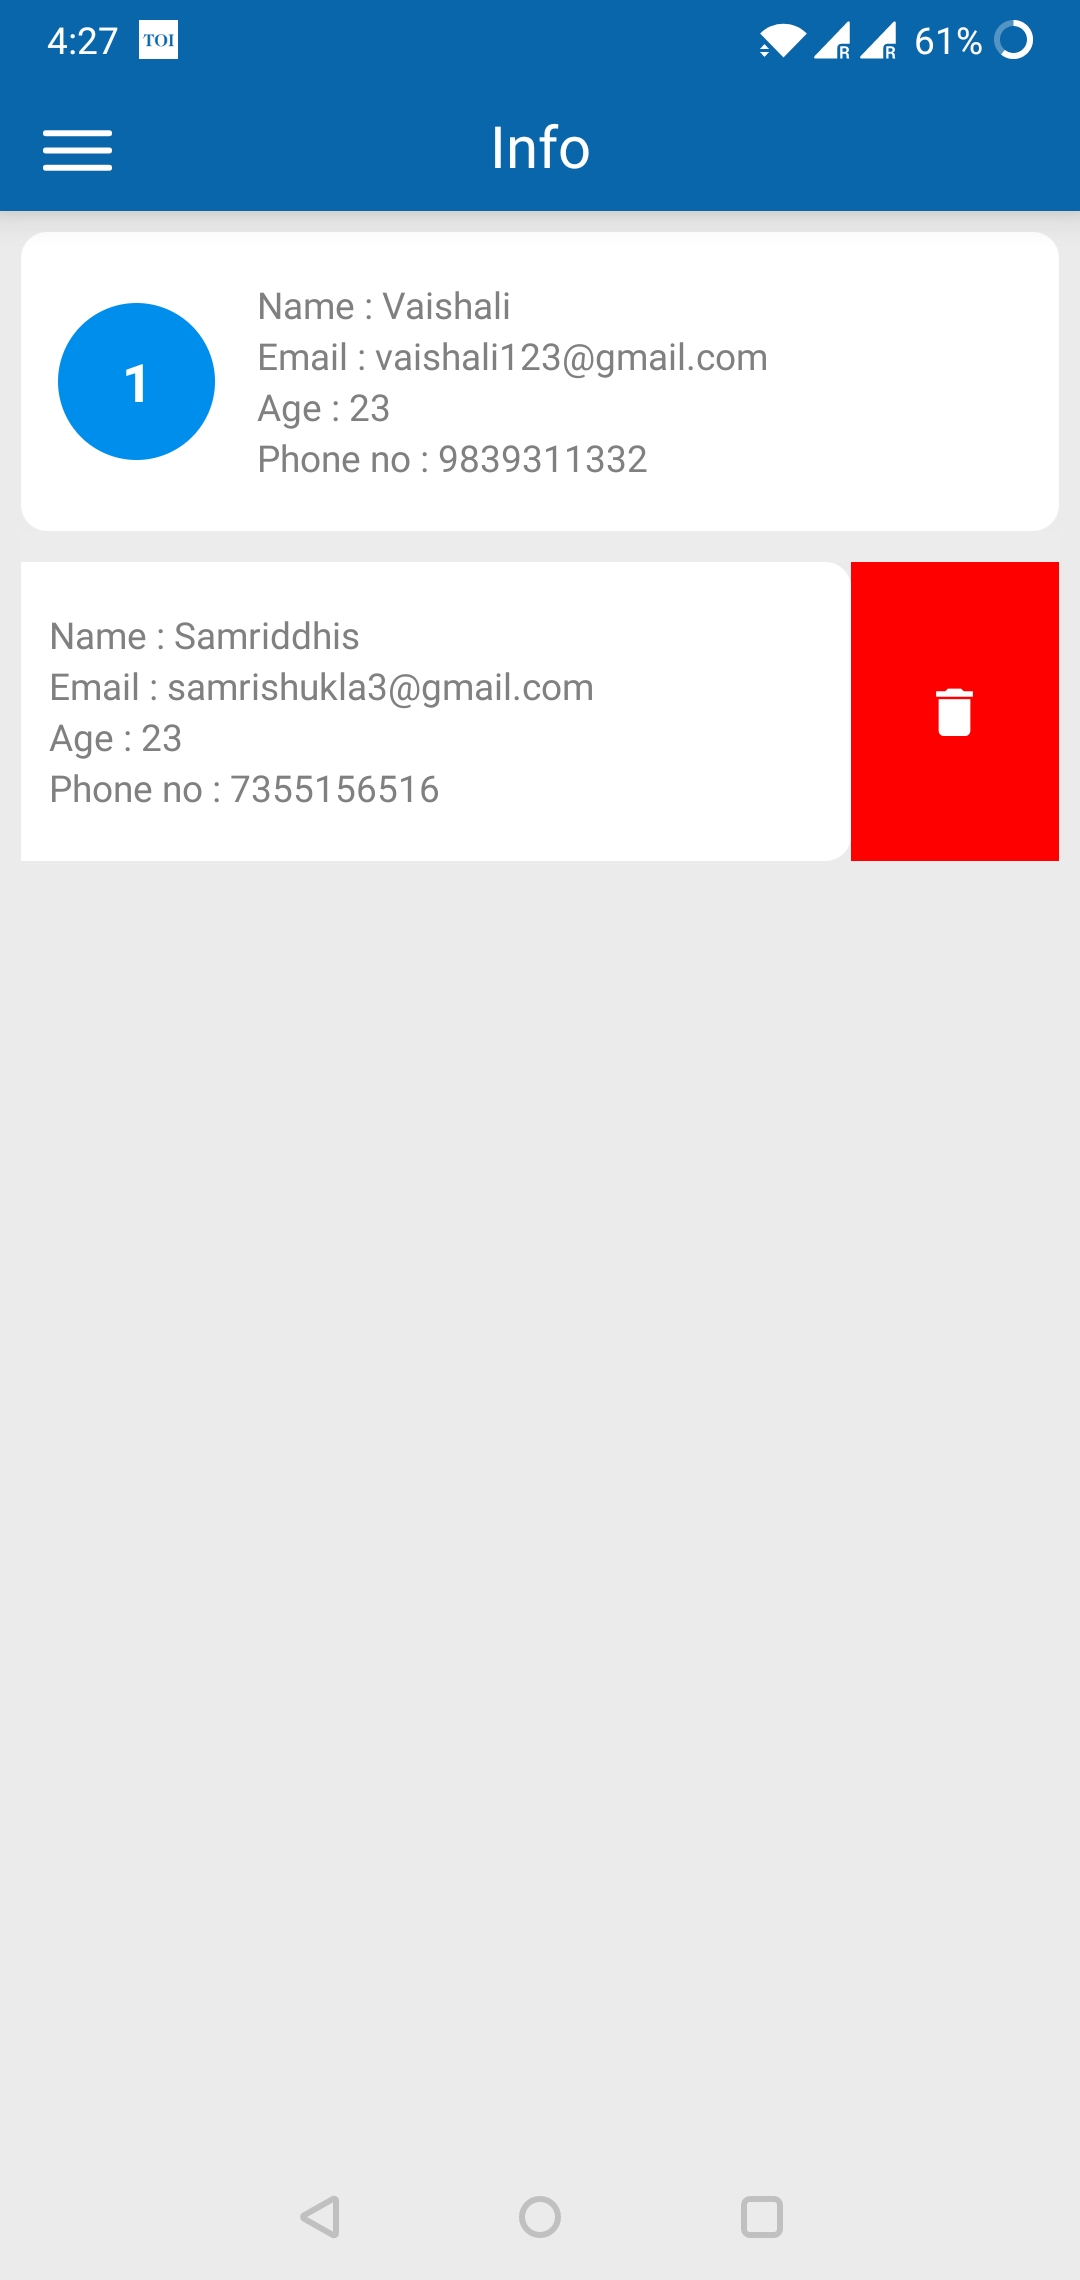 4:27 TOI R R 61%
Info
1
Name : Vaishali
Email : vaishali123@gmail.com
Age : 23
Phone no : 9839311332
Name : Samriddhis
Email : samrishukla3@gmail.com
Age : 23
Phone no : 7355156516